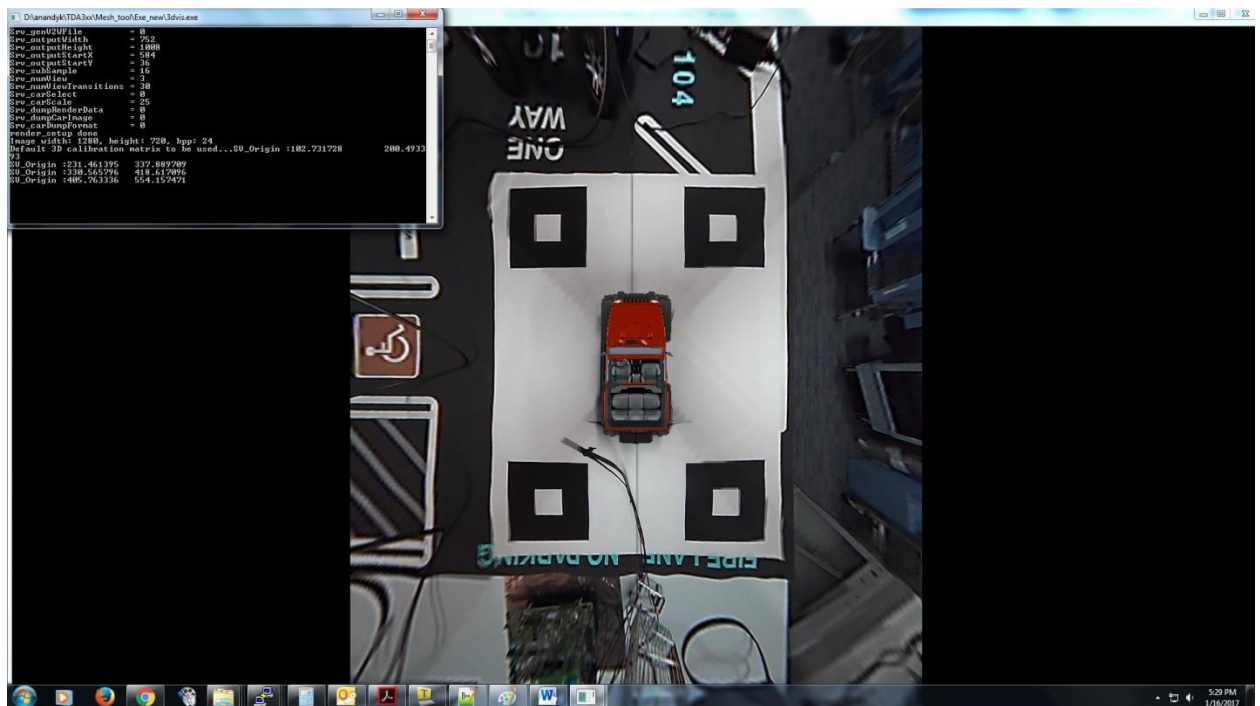 D:\anandyk\TDA3xx\Mesh_tool\Exe_new\3dvis.exe
Srv_genV2VFile = 0
Srv_outputWidth = 752
Srv_outputHeight = 1008
Srv_outputStartX = 584
Srv_outputStartY = 36
Srv_subSample = 16
Srv_numView = 3
Srv_numViewTransitions = 30
Srv_carSelect = 0
Srv_carScale = 25
Srv_dumpRenderData = 0
Srv_dumpCarImage = 0
Srv_carDumpFormat = 0
render_setup done
Image width: 1280, height: 720, bpp: 24
Default 3D calibration matrix to be used...SV_Origin :102.731728 200.4933
93
SV_Origin :231.461395 337.889709
SV_Origin :330.565796 418.617096
SV_Origin :405.763336 554.157471
104
WAY
ONE
NO PARKING
FIRE LANE
5:29 PM
1/16/2017